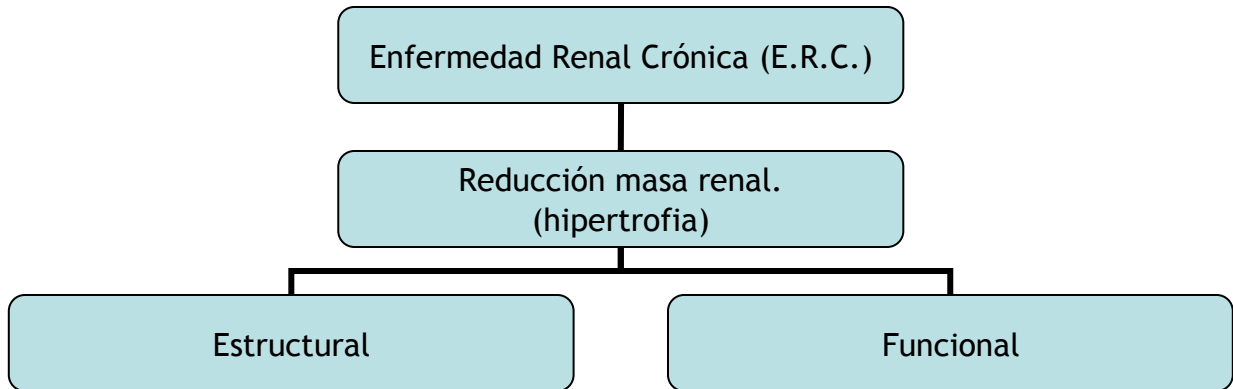 Enfermedad Renal Crónica (E.R.C.)
Reducción masa renal.
(hipertrofia)
Estructural
Funcional